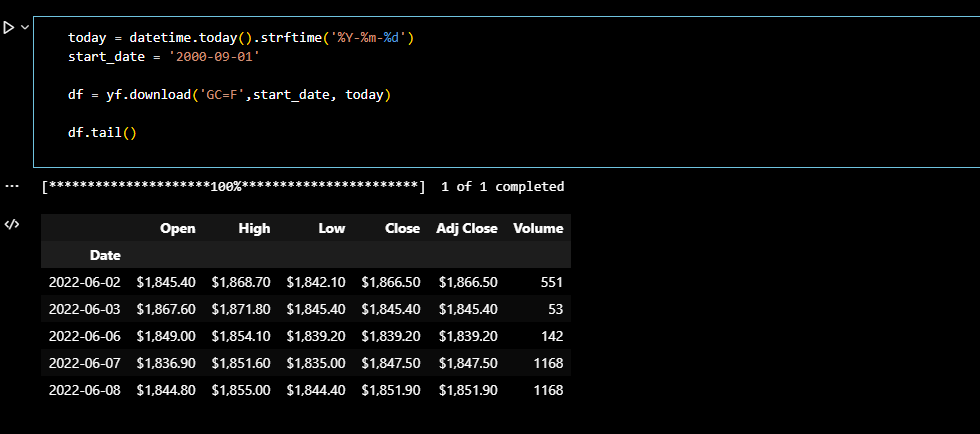 today = datetime.today().strftime('%Y-%m-%d')
start_date = '2000-09-01'
df = yf.download('GC=F',start_date, today)
df.tail()
[*********************100%***********************]  1 of 1 completed
Open High Low Close Adj Close Volume
Date
2022-06-02 $1,845.40 $1,868.70 $1,842.10 $1,866.50 $1,866.50 551
2022-06-03 $1,867.60 $1,871.80 $1,845.40 $1,845.40 $1,845.40 53
2022-06-06 $1,849.00 $1,854.10 $1,839.20 $1,839.20 $1,839.20 142
2022-06-07 $1,836.90 $1,851.60 $1,835.00 $1,847.50 $1,847.50 1168
2022-06-08 $1,844.80 $1,855.00 $1,844.40 $1,851.90 $1,851.90 1168